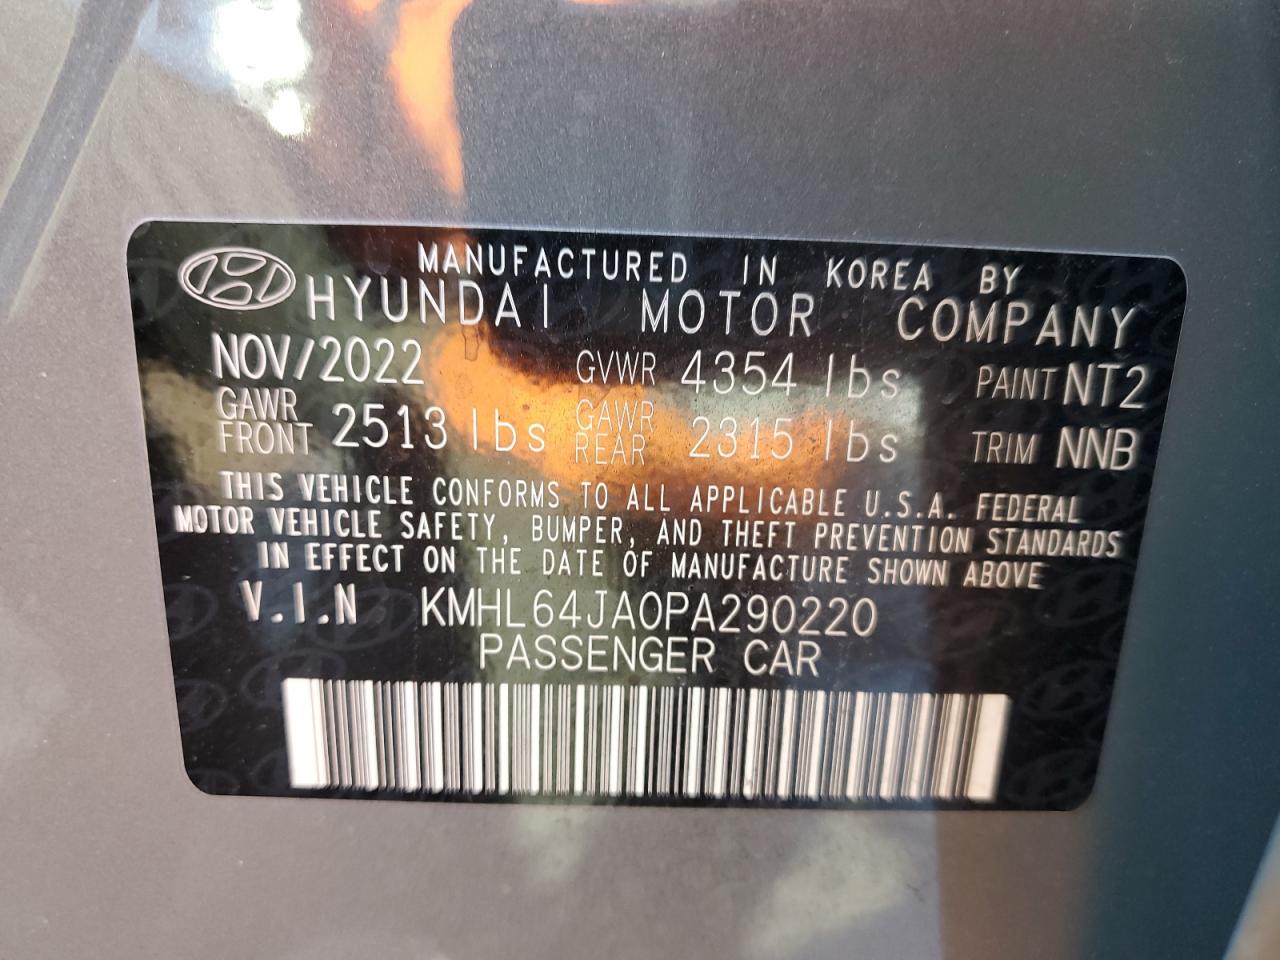 MANUFACTURED IN KOREA BY
HYUNDAI MOTOR COMPANY
NOV/2022 GVWR 4354 lbs PAINT NT2
GAWR FRONT 2513 lbs GAWR REAR 2315 lbs TRIM NNB
THIS VEHICLE CONFORMS TO ALL APPLICABLE U.S.A. FEDERAL
MOTOR VEHICLE SAFETY, BUMPER, AND THEFT PREVENTION STANDARDS
IN EFFECT ON THE DATE OF MANUFACTURE SHOWN ABOVE
V.I.N KMHL64JA0PA290220
PASSENGER CAR